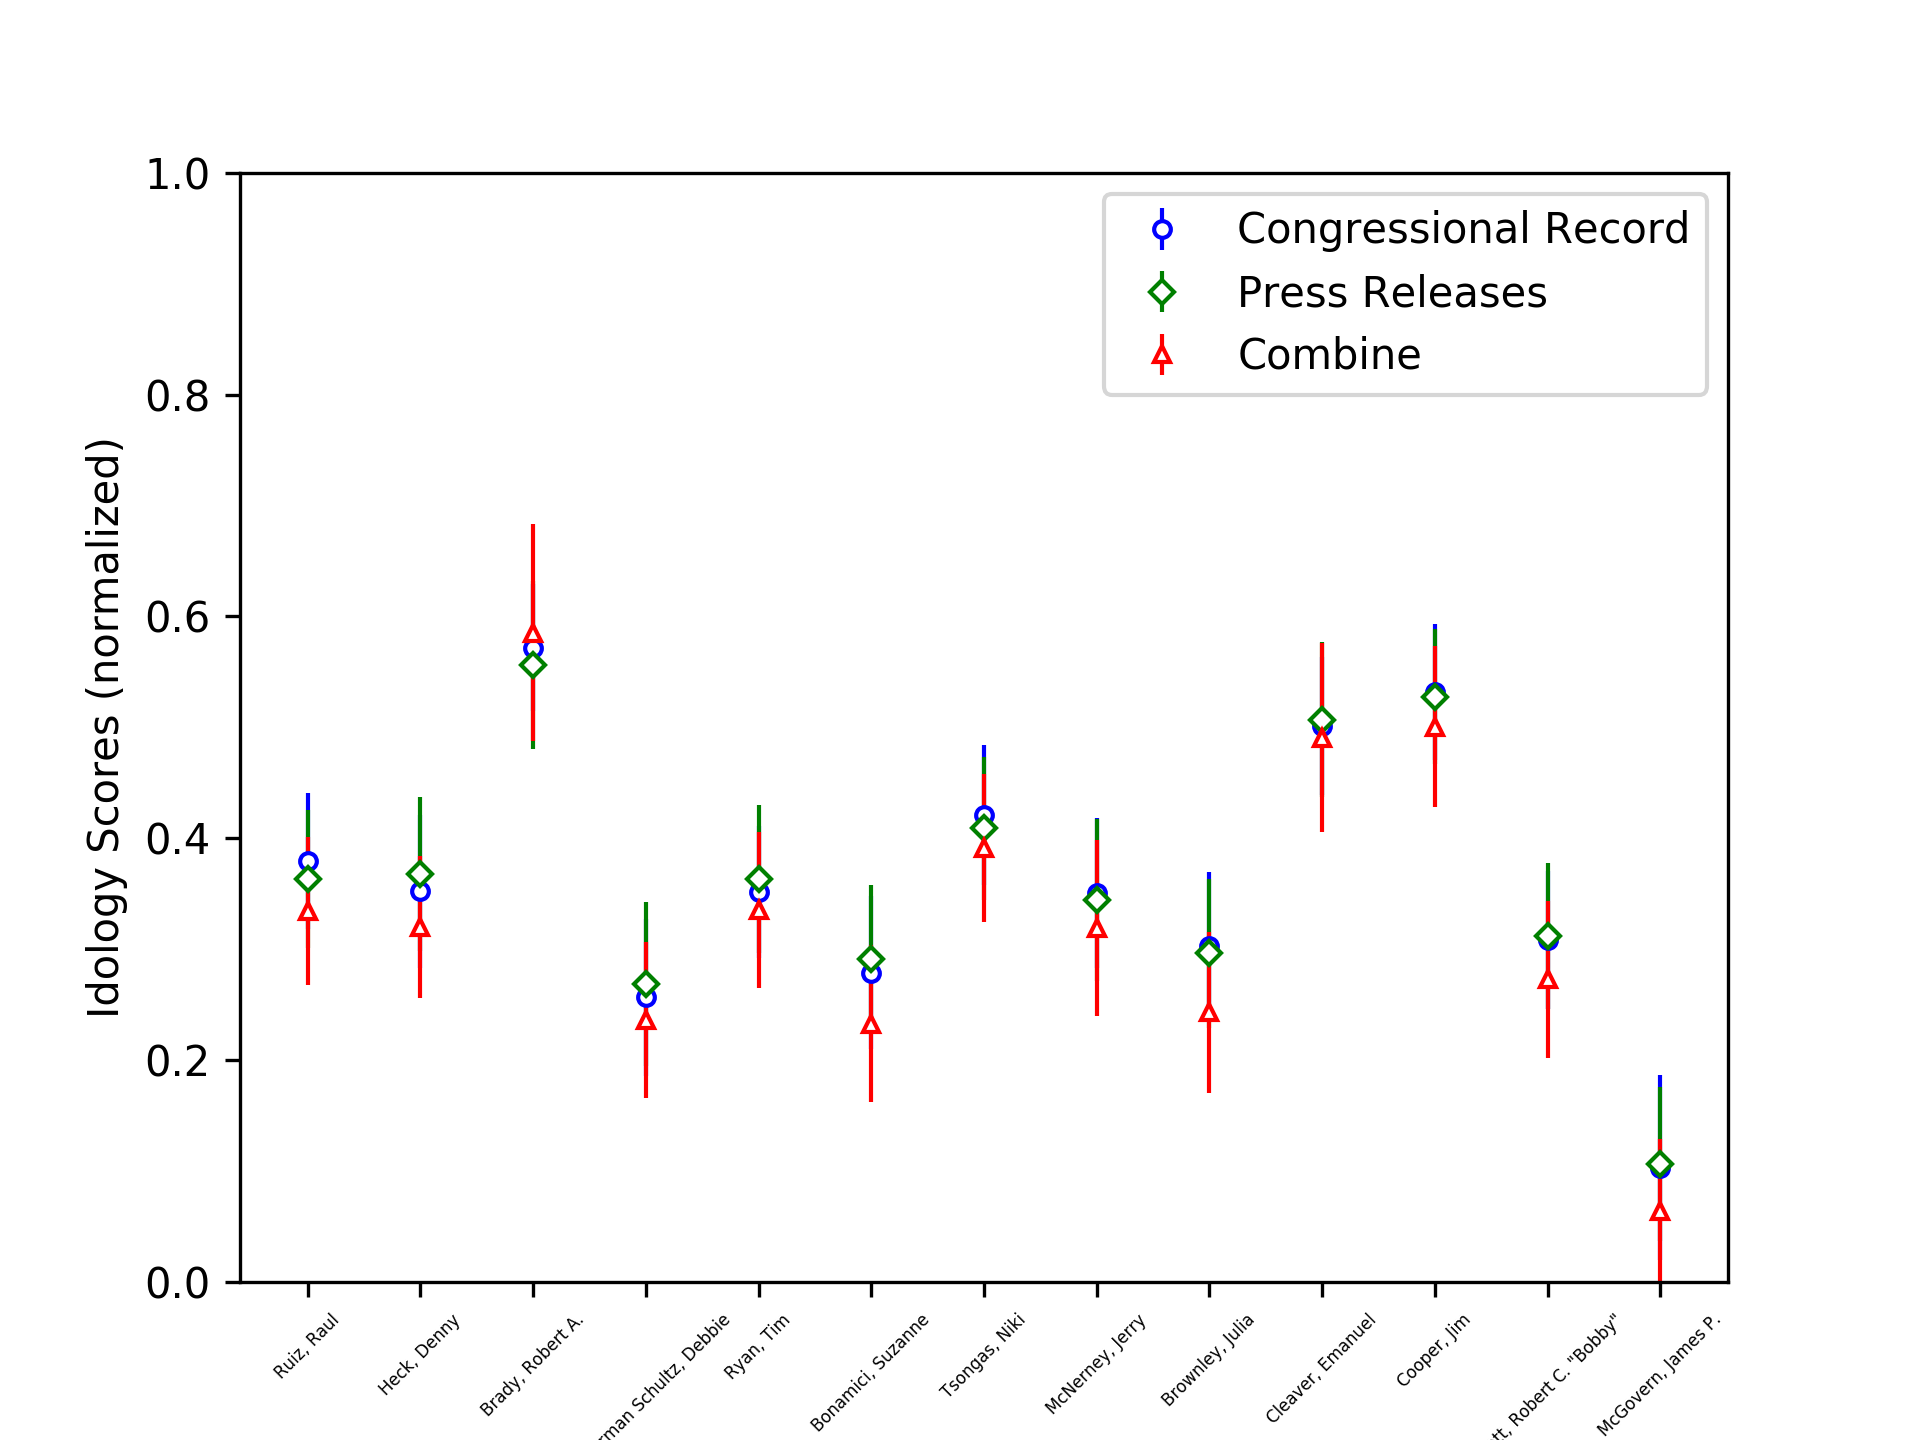 1.0
0.8
0.6
0.4
0.2
0.0
Idology Scores (normalized)
Congressional Record
Press Releases
Combine
Ruiz, Raul
Heck, Denny
Brady, Robert A.
Schultz, Debbie
Ryan, Tim
Bonamici, Suzanne
Tsongas, Niki
McNerney, Jerry
Brownley, Julia
Cleaver, Emanuel
Cooper, Jim
Robert C. "Bobby"
McGovern, James P.